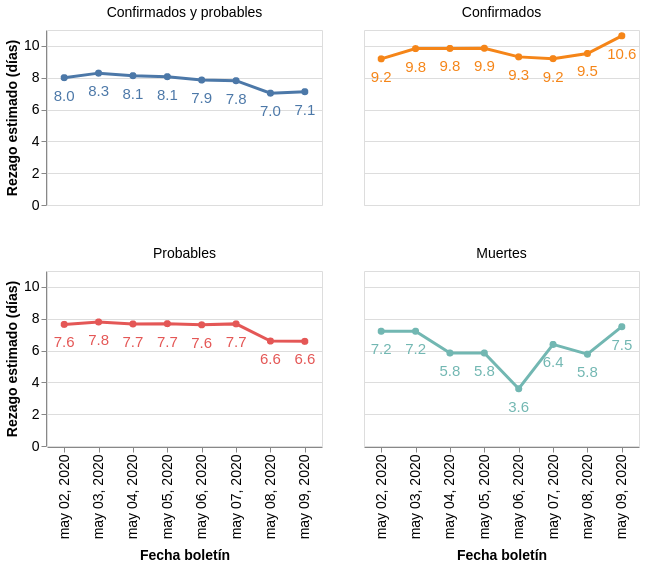 Confirmados y probables
Confirmados
Rezago estimado (días)
10
8
6
4
2
0
8.0 8.3 8.1 8.1 7.9 7.8 7.0 7.1
9.2 9.8 9.8 9.9 9.3 9.2 9.5 10.6
Probables
Muertes
Rezago estimado (días)
10
8
6
4
2
0
7.6 7.8 7.7 7.7 7.6 7.7 6.6 6.6
7.2 7.2 5.8 5.8 3.6 6.4 5.8 7.5
may 02, 2020
may 03, 2020
may 04, 2020
may 05, 2020
may 06, 2020
may 07, 2020
may 08, 2020
may 09, 2020
may 02, 2020
may 03, 2020
may 04, 2020
may 05, 2020
may 06, 2020
may 07, 2020
may 08, 2020
may 09, 2020
Fecha boletín
Fecha boletín